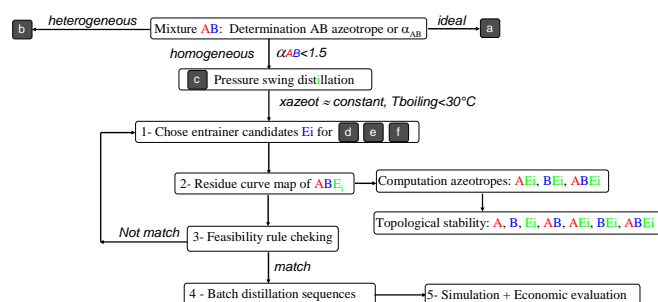 heterogeneous
ideal
b Mixture AB: Determination AB azeotrope or αAB a
homogeneous αAB<1.5
c Pressure swing distillation
xazeot ≈ constant, Tboiling<30°C
1- Chose entrainer candidates Ei for d e f
2- Residue curve map of ABEi
Computation azeotropes: AEi, BEi, ABEi
Topological stability: A, B, Ei, AB, AEi, BEi, ABEi
Not match
3- Feasibility rule cheking
match
4 - Batch distillation sequences
5- Simulation + Economic evaluation